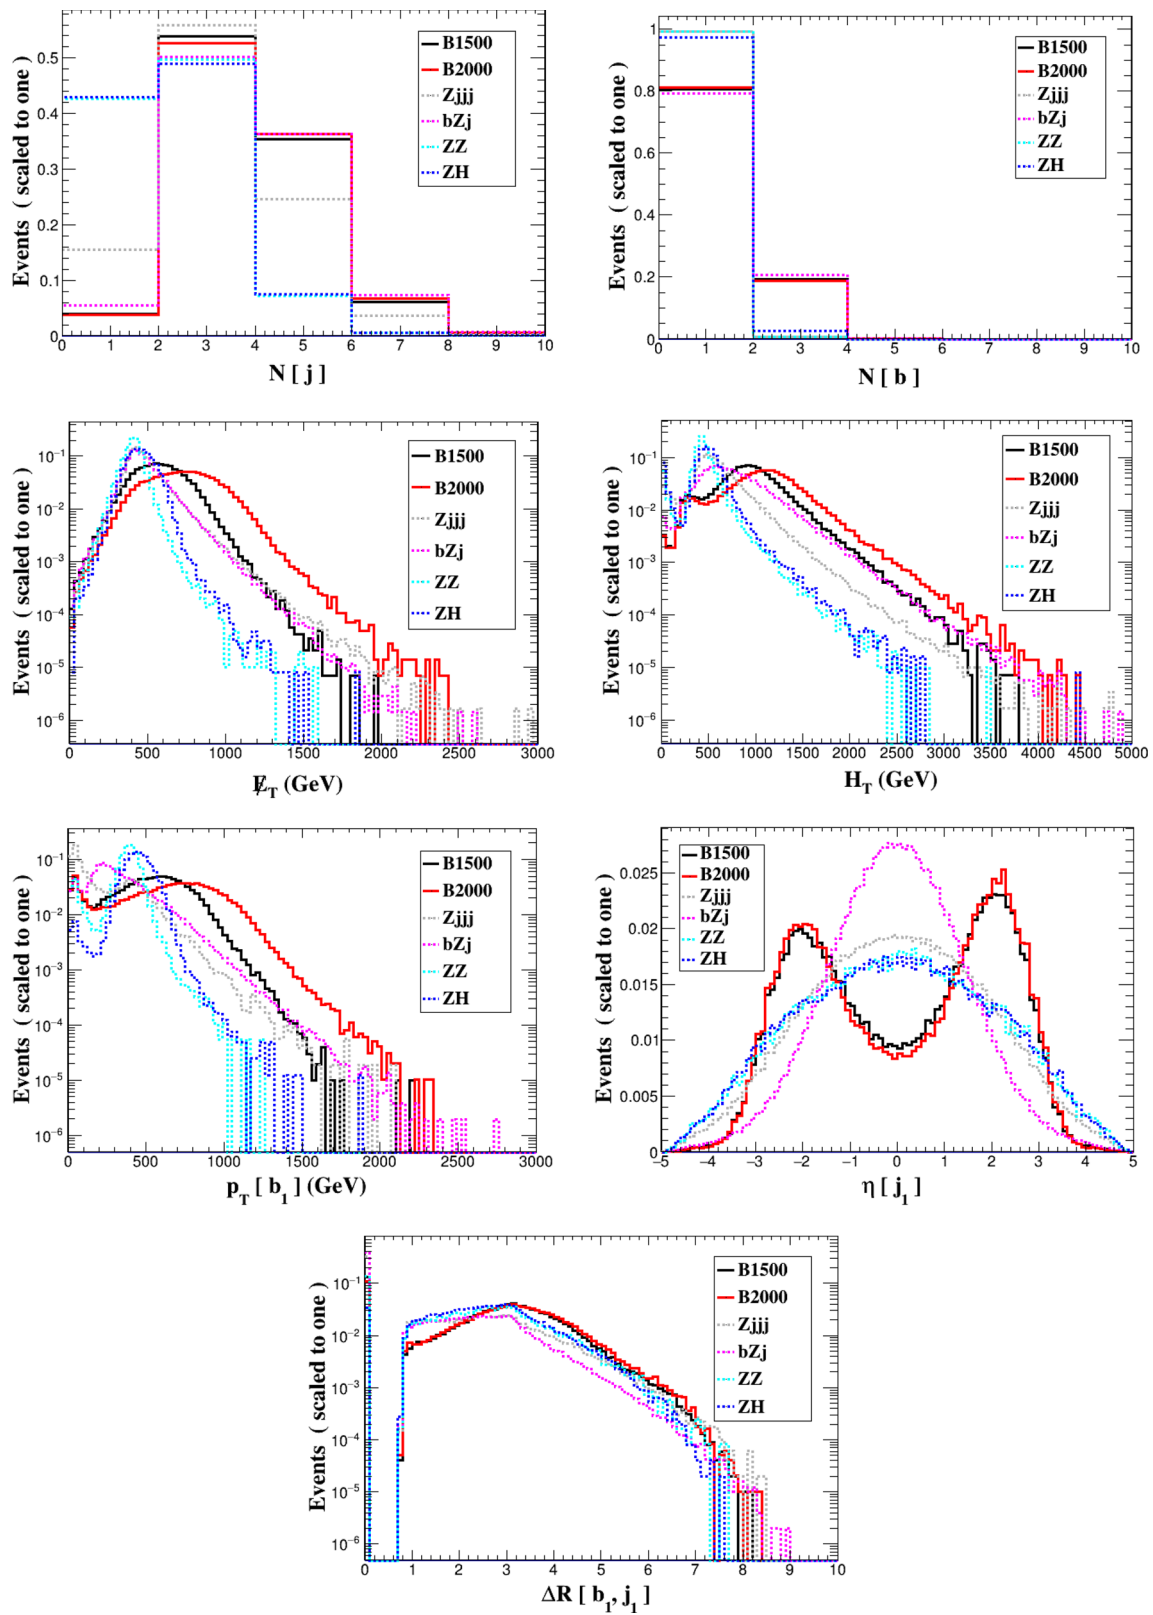 Events ( scaled to one )
0.5
0.4
0.3
0.2
0.1
0
B1500
B2000
Zjjj
bZj
ZZ
ZH
0 1 2 3 4 5 6 7 8 9 10
N [ j ]
Events ( scaled to one )
1
0.8
0.6
0.4
0.2
0
B1500
B2000
Zjjj
bZj
ZZ
ZH
0 1 2 3 4 5 6 7 8 9 10
N [ b ]
Events ( scaled to one )
10⁻¹
10⁻²
10⁻³
10⁻⁴
10⁻⁵
10⁻⁶
B1500
B2000
Zjjj
bZj
ZZ
ZH
0 500 1000 1500 2000 2500 3000
E̸_T (GeV)
Events ( scaled to one )
10⁻¹
10⁻²
10⁻³
10⁻⁴
10⁻⁵
10⁻⁶
B1500
B2000
Zjjj
bZj
ZZ
ZH
0 500 1000 1500 2000 2500 3000 3500 4000 4500 5000
H_T (GeV)
Events ( scaled to one )
10⁻¹
10⁻²
10⁻³
10⁻⁴
10⁻⁵
10⁻⁶
B1500
B2000
Zjjj
bZj
ZZ
ZH
0 500 1000 1500 2000 2500 3000
p_T [ b₁ ] (GeV)
Events ( scaled to one )
0.025
0.02
0.015
0.01
0.005
0
B1500
B2000
Zjjj
bZj
ZZ
ZH
−5 −4 −3 −2 −1 0 1 2 3 4 5
η [ j₁ ]
Events ( scaled to one )
10⁻¹
10⁻²
10⁻³
10⁻⁴
10⁻⁵
10⁻⁶
B1500
B2000
Zjjj
bZj
ZZ
ZH
0 1 2 3 4 5 6 7 8 9 10
ΔR [ b₁, j₁ ]